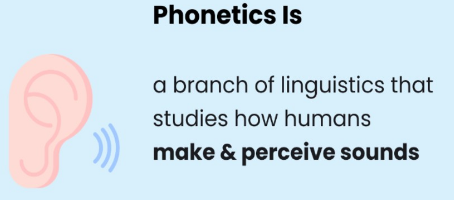 Phonetics Is
a branch of linguistics that
studies how humans
make & perceive sounds